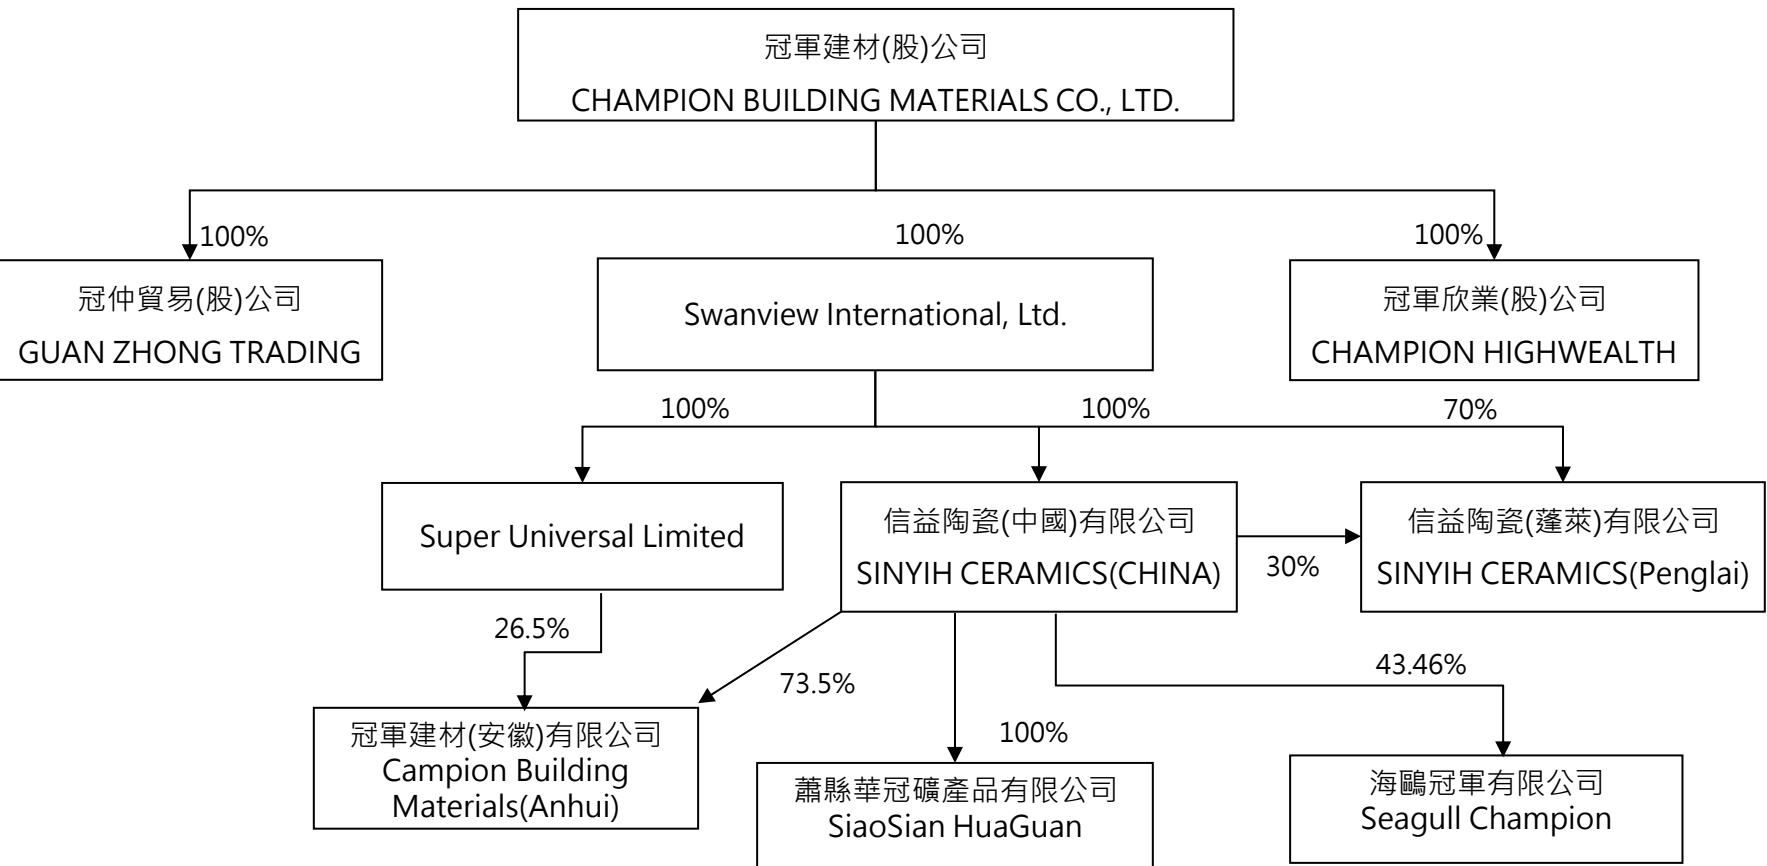 冠軍建材(股)公司
CHAMPION BUILDING MATERIALS CO., LTD.
100%
100%
100%
冠仲貿易(股)公司
GUAN ZHONG TRADING
Swanview International, Ltd.
冠軍欣業(股)公司
CHAMPION HIGHWEALTH
100%
100%
70%
Super Universal Limited
信益陶瓷(中國)有限公司
SINYIH CERAMICS(CHINA)
30%
信益陶瓷(蓬萊)有限公司
SINYIH CERAMICS(Penglai)
26.5%
73.5%
43.46%
100%
冠軍建材(安徽)有限公司
Campion Building
Materials(Anhui)
蕭縣華冠礦產品有限公司
SiaoSian HuaGuan
海鷗冠軍有限公司
Seagull Champion